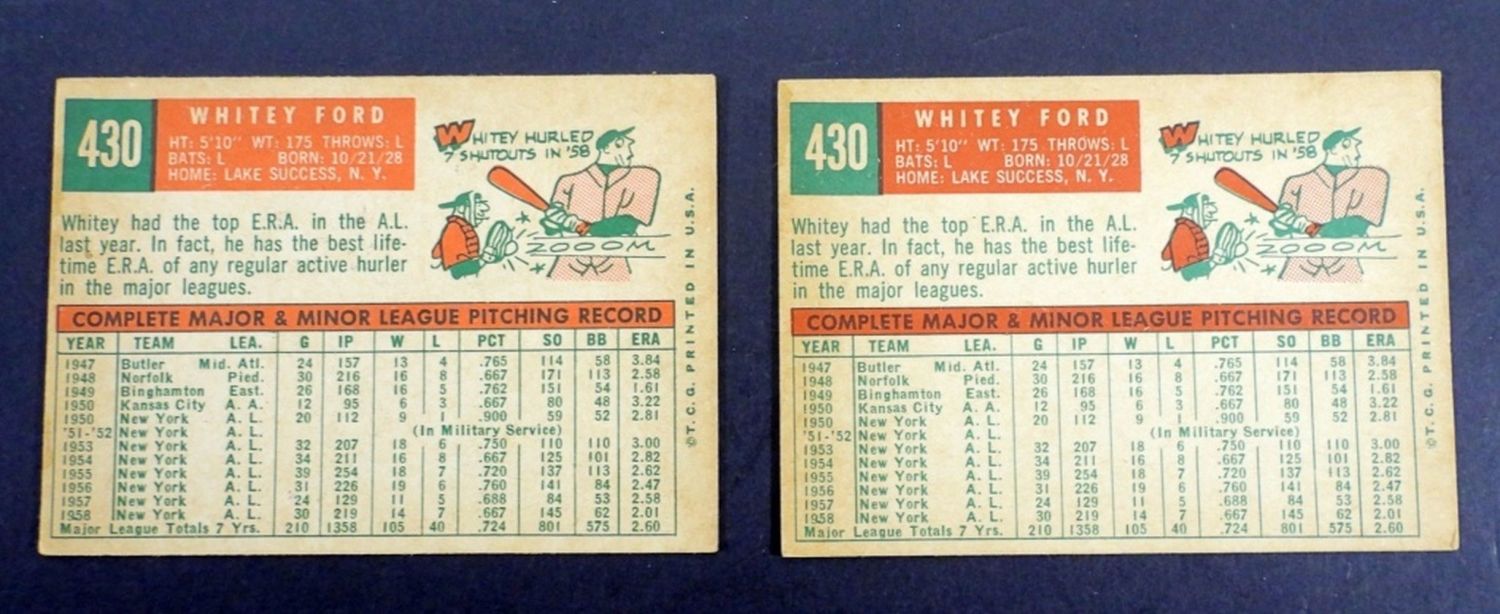 430
WHITEY FORD
HT: 5'10" WT: 175 THROWS: L
BATS: L BORN: 10/21/28
HOME: LAKE SUCCESS, N. Y.
WHITEY HURLED
7 SHUTOUTS IN '58
ZOOOM
Whitey had the top E.R.A. in the A.L.
last year. In fact, he has the best life-
time E.R.A. of any regular active hurler
in the major leagues.
COMPLETE MAJOR & MINOR LEAGUE PITCHING RECORD
YEAR TEAM LEA. G IP W L PCT SO BB ERA
1947 Butler Mid. Atl. 24 157 13 4 .765 114 58 3.84
1948 Norfolk Pied. 30 216 16 8 .667 171 113 2.58
1949 Binghamton East. 26 168 16 5 .762 151 54 1.61
1950 Kansas City A. A. 12 95 6 3 .667 80 48 3.22
1950 New York A. L. 20 112 9 1 .900 59 52 2.81
'51-'52 New York A. L. (In Military Service)
1953 New York A. L. 32 207 18 6 .750 110 110 3.00
1954 New York A. L. 34 211 16 8 .667 125 101 2.82
1955 New York A. L. 39 254 18 7 .720 137 113 2.62
1956 New York A. L. 31 226 19 6 .760 141 84 2.47
1957 New York A. L. 24 129 11 5 .688 84 53 2.58
1958 New York A. L. 30 219 14 7 .667 145 62 2.01
Major League Totals 7 Yrs. 210 1358 105 40 .724 801 575 2.60
©T.C.G. PRINTED IN U.S.A.
430
WHITEY FORD
HT: 5'10" WT: 175 THROWS: L
BATS: L BORN: 10/21/28
HOME: LAKE SUCCESS, N. Y.
WHITEY HURLED
7 SHUTOUTS IN '58
ZOOOM
Whitey had the top E.R.A. in the A.L.
last year. In fact, he has the best life-
time E.R.A. of any regular active hurler
in the major leagues.
COMPLETE MAJOR & MINOR LEAGUE PITCHING RECORD
YEAR TEAM LEA. G IP W L PCT SO BB ERA
1947 Butler Mid. Atl. 24 157 13 4 .765 114 58 3.84
1948 Norfolk Pied. 30 216 16 8 .667 171 113 2.58
1949 Binghamton East. 26 168 16 5 .762 151 54 1.61
1950 Kansas City A. A. 12 95 6 3 .667 80 48 3.22
1950 New York A. L. 20 112 9 1 .900 59 52 2.81
'51-'52 New York A. L. (In Military Service)
1953 New York A. L. 32 207 18 6 .750 110 110 3.00
1954 New York A. L. 34 211 16 8 .667 125 101 2.82
1955 New York A. L. 39 254 18 7 .720 137 113 2.62
1956 New York A. L. 31 226 19 6 .760 141 84 2.47
1957 New York A. L. 24 129 11 5 .688 84 53 2.58
1958 New York A. L. 30 219 14 7 .667 145 62 2.01
Major League Totals 7 Yrs. 210 1358 105 40 .724 801 575 2.60
©T.C.G. PRINTED IN U.S.A.